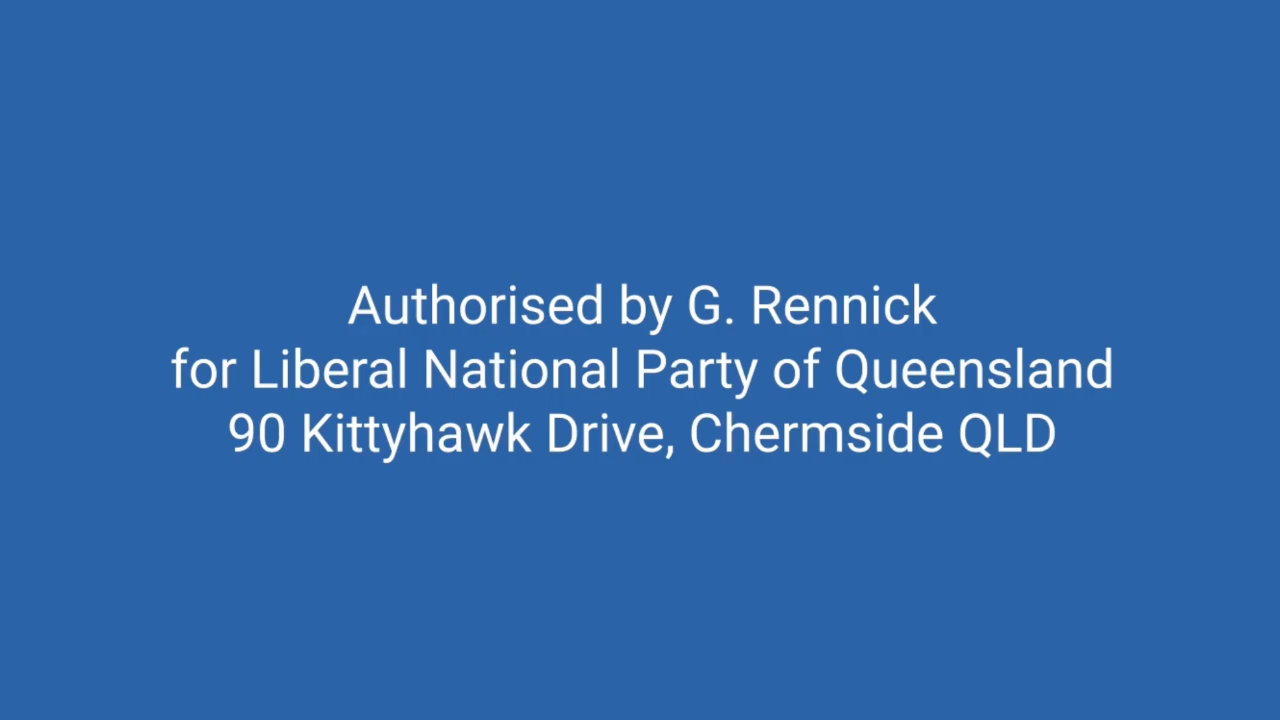 Authorised by G. Rennick
for Liberal National Party of Queensland
90 Kittyhawk Drive, Chermside QLD